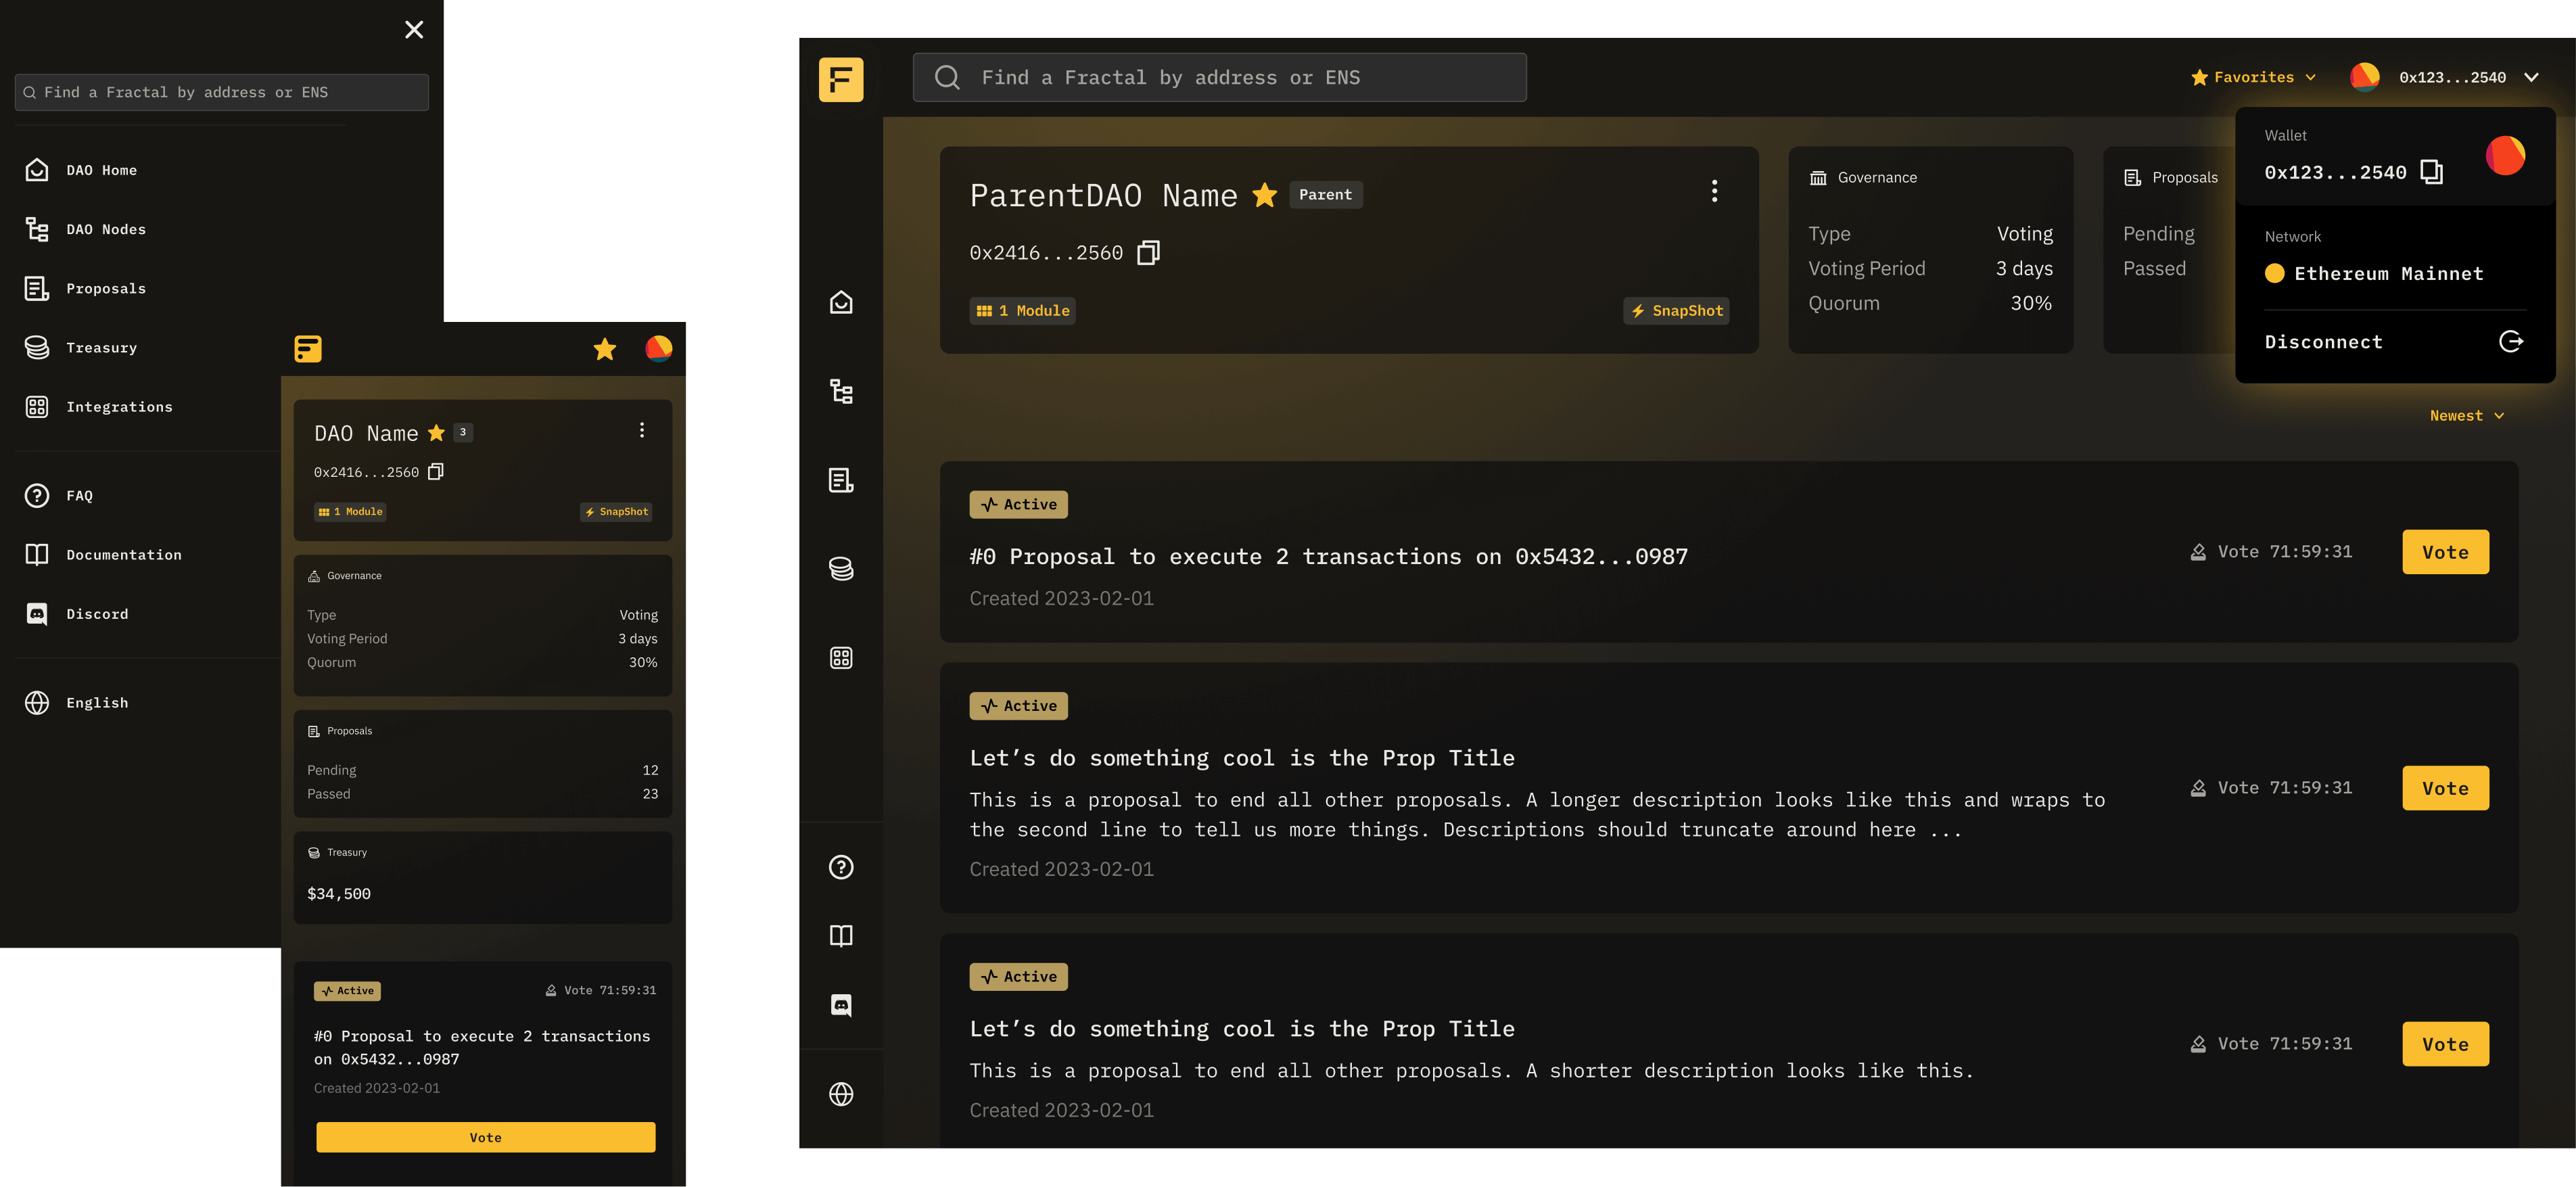 Find a Fractal by address or ENS
DAO Home
DAO Nodes
Proposals
Treasury
Integrations
FAQ
Documentation
Discord
English
DAO Name 3
0x2416...2560
1 Module SnapShot
Governance
Type Voting
Voting Period 3 days
Quorum 30%
Proposals
Pending 12
Passed 23
Treasury
$34,500
Active Vote 71:59:31
#0 Proposal to execute 2 transactions
on 0x5432...0987
Created 2023-02-01
Vote
F
Find a Fractal by address or ENS
Favorites 0x123...2540
ParentDAO Name Parent
0x2416...2560
1 Module SnapShot
Governance
Type Voting
Voting Period 3 days
Quorum 30%
Proposals
Pending
Passed
Wallet
0x123...2540
Network
Ethereum Mainnet
Disconnect
Newest
Active
#0 Proposal to execute 2 transactions on 0x5432...0987
Created 2023-02-01
Vote 71:59:31 Vote
Active
Let’s do something cool is the Prop Title
This is a proposal to end all other proposals. A longer description looks like this and wraps to
the second line to tell us more things. Descriptions should truncate around here ...
Created 2023-02-01
Vote 71:59:31 Vote
Active
Let’s do something cool is the Prop Title
This is a proposal to end all other proposals. A shorter description looks like this.
Created 2023-02-01
Vote 71:59:31 Vote